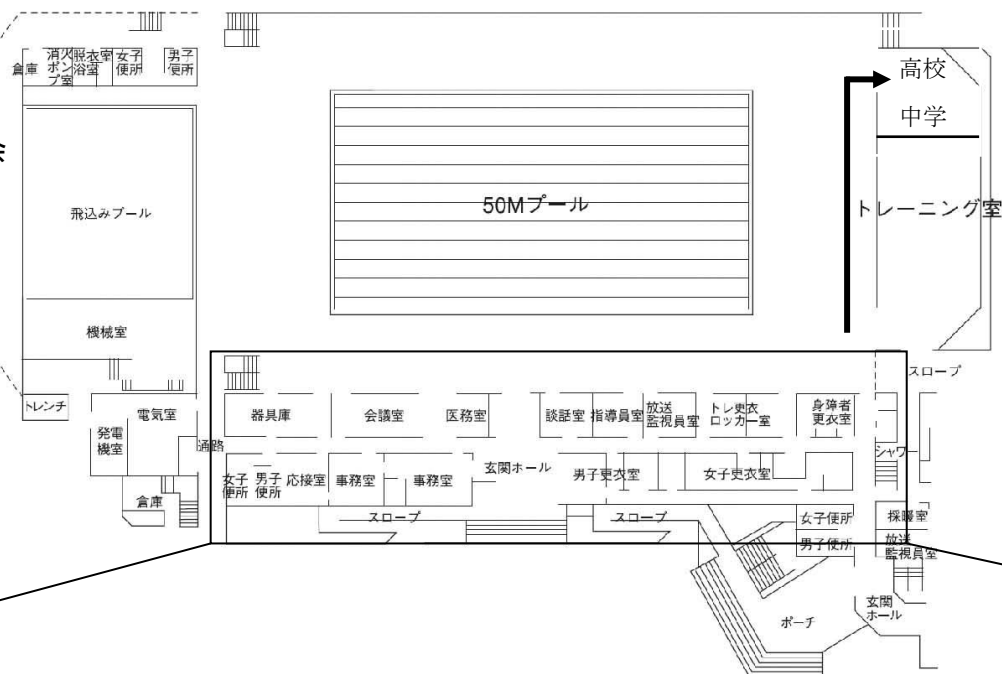 倉庫
消火
ポン
プ室
脱衣室
浴室
女子
便所
男子
便所
高校
中学
飛込みプール
50Mプール
トレーニング室
機械室
スロープ
トレンチ
電気室
発電
機室
通路
倉庫
器具庫
会議室
医務室
談話室
指導員室
放送
監視員室
トレ更衣
ロッカー室
身障者
更衣室
シャワー
女子
便所
男子
便所
応接室
事務室
事務室
玄関ホール
男子更衣室
女子更衣室
スロープ
スロープ
女子便所
男子便所
採暖室
放送
監視員室
玄関
ホール
ポーチ